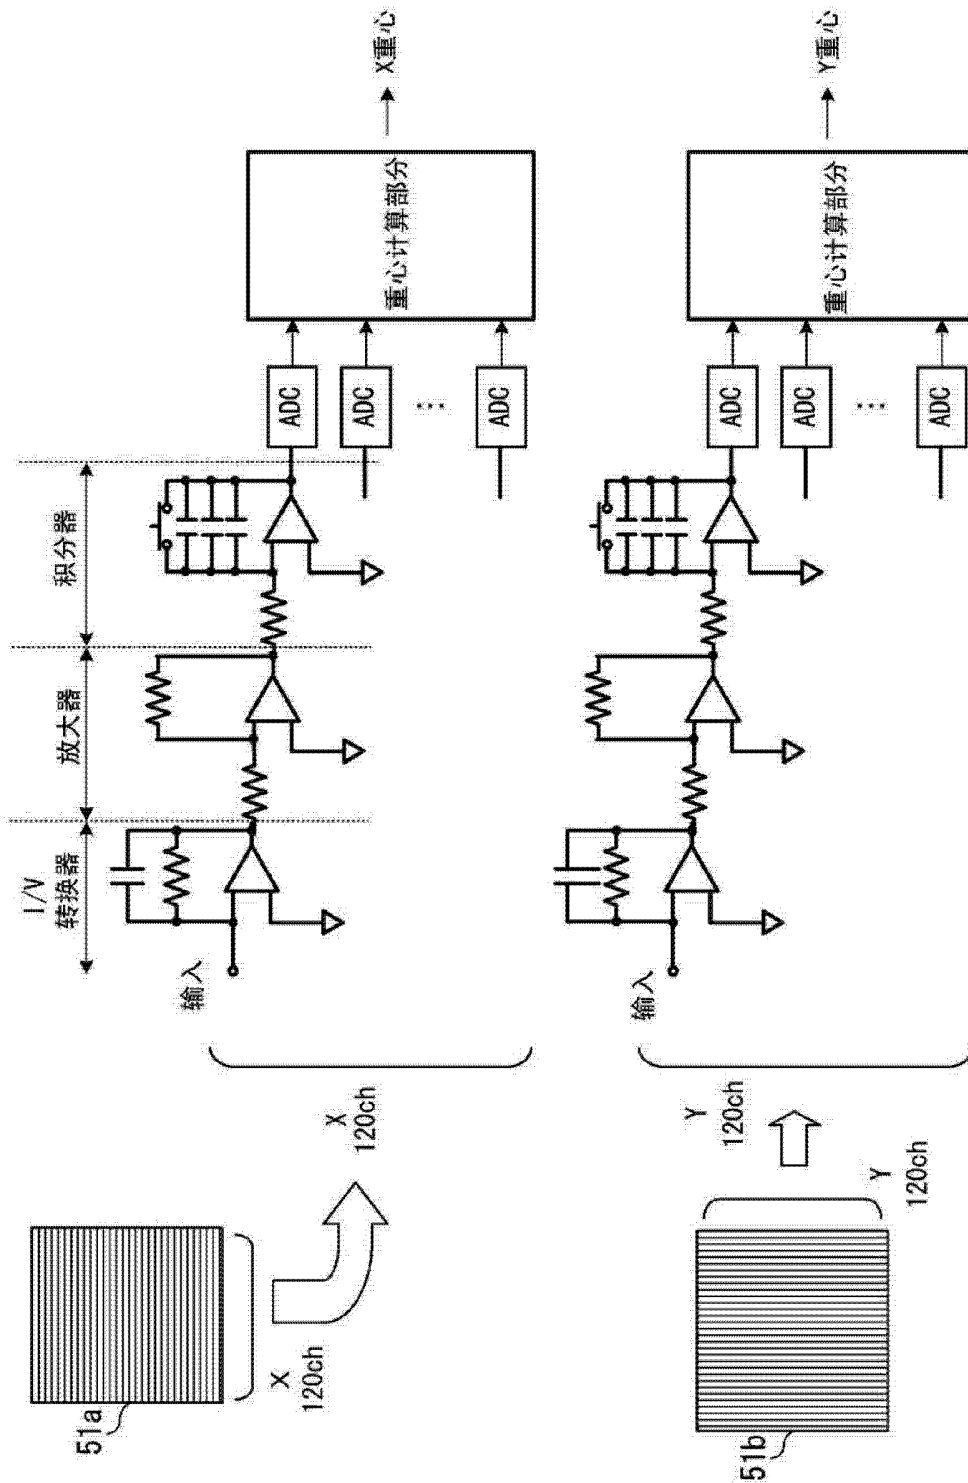 51a
X
120ch
X
120ch
I/V
转换器
放大器
积分器
输入
ADC
ADC
...
ADC
重心计算部分
X重心
51b
Y
120ch
Y
120ch
输入
ADC
ADC
...
ADC
重心计算部分
Y重心